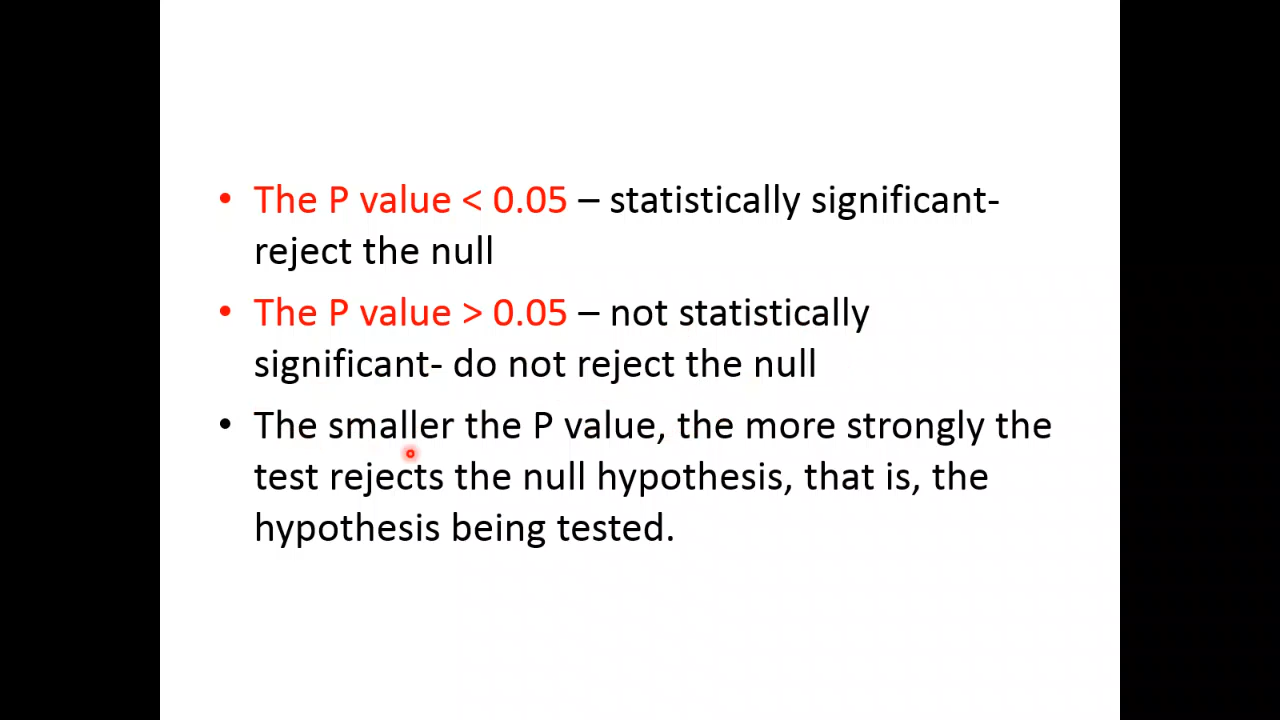 • The P value < 0.05 – statistically significant-
reject the null
• The P value > 0.05 – not statistically
significant- do not reject the null
• The smaller the P value, the more strongly the
test rejects the null hypothesis, that is, the
hypothesis being tested.